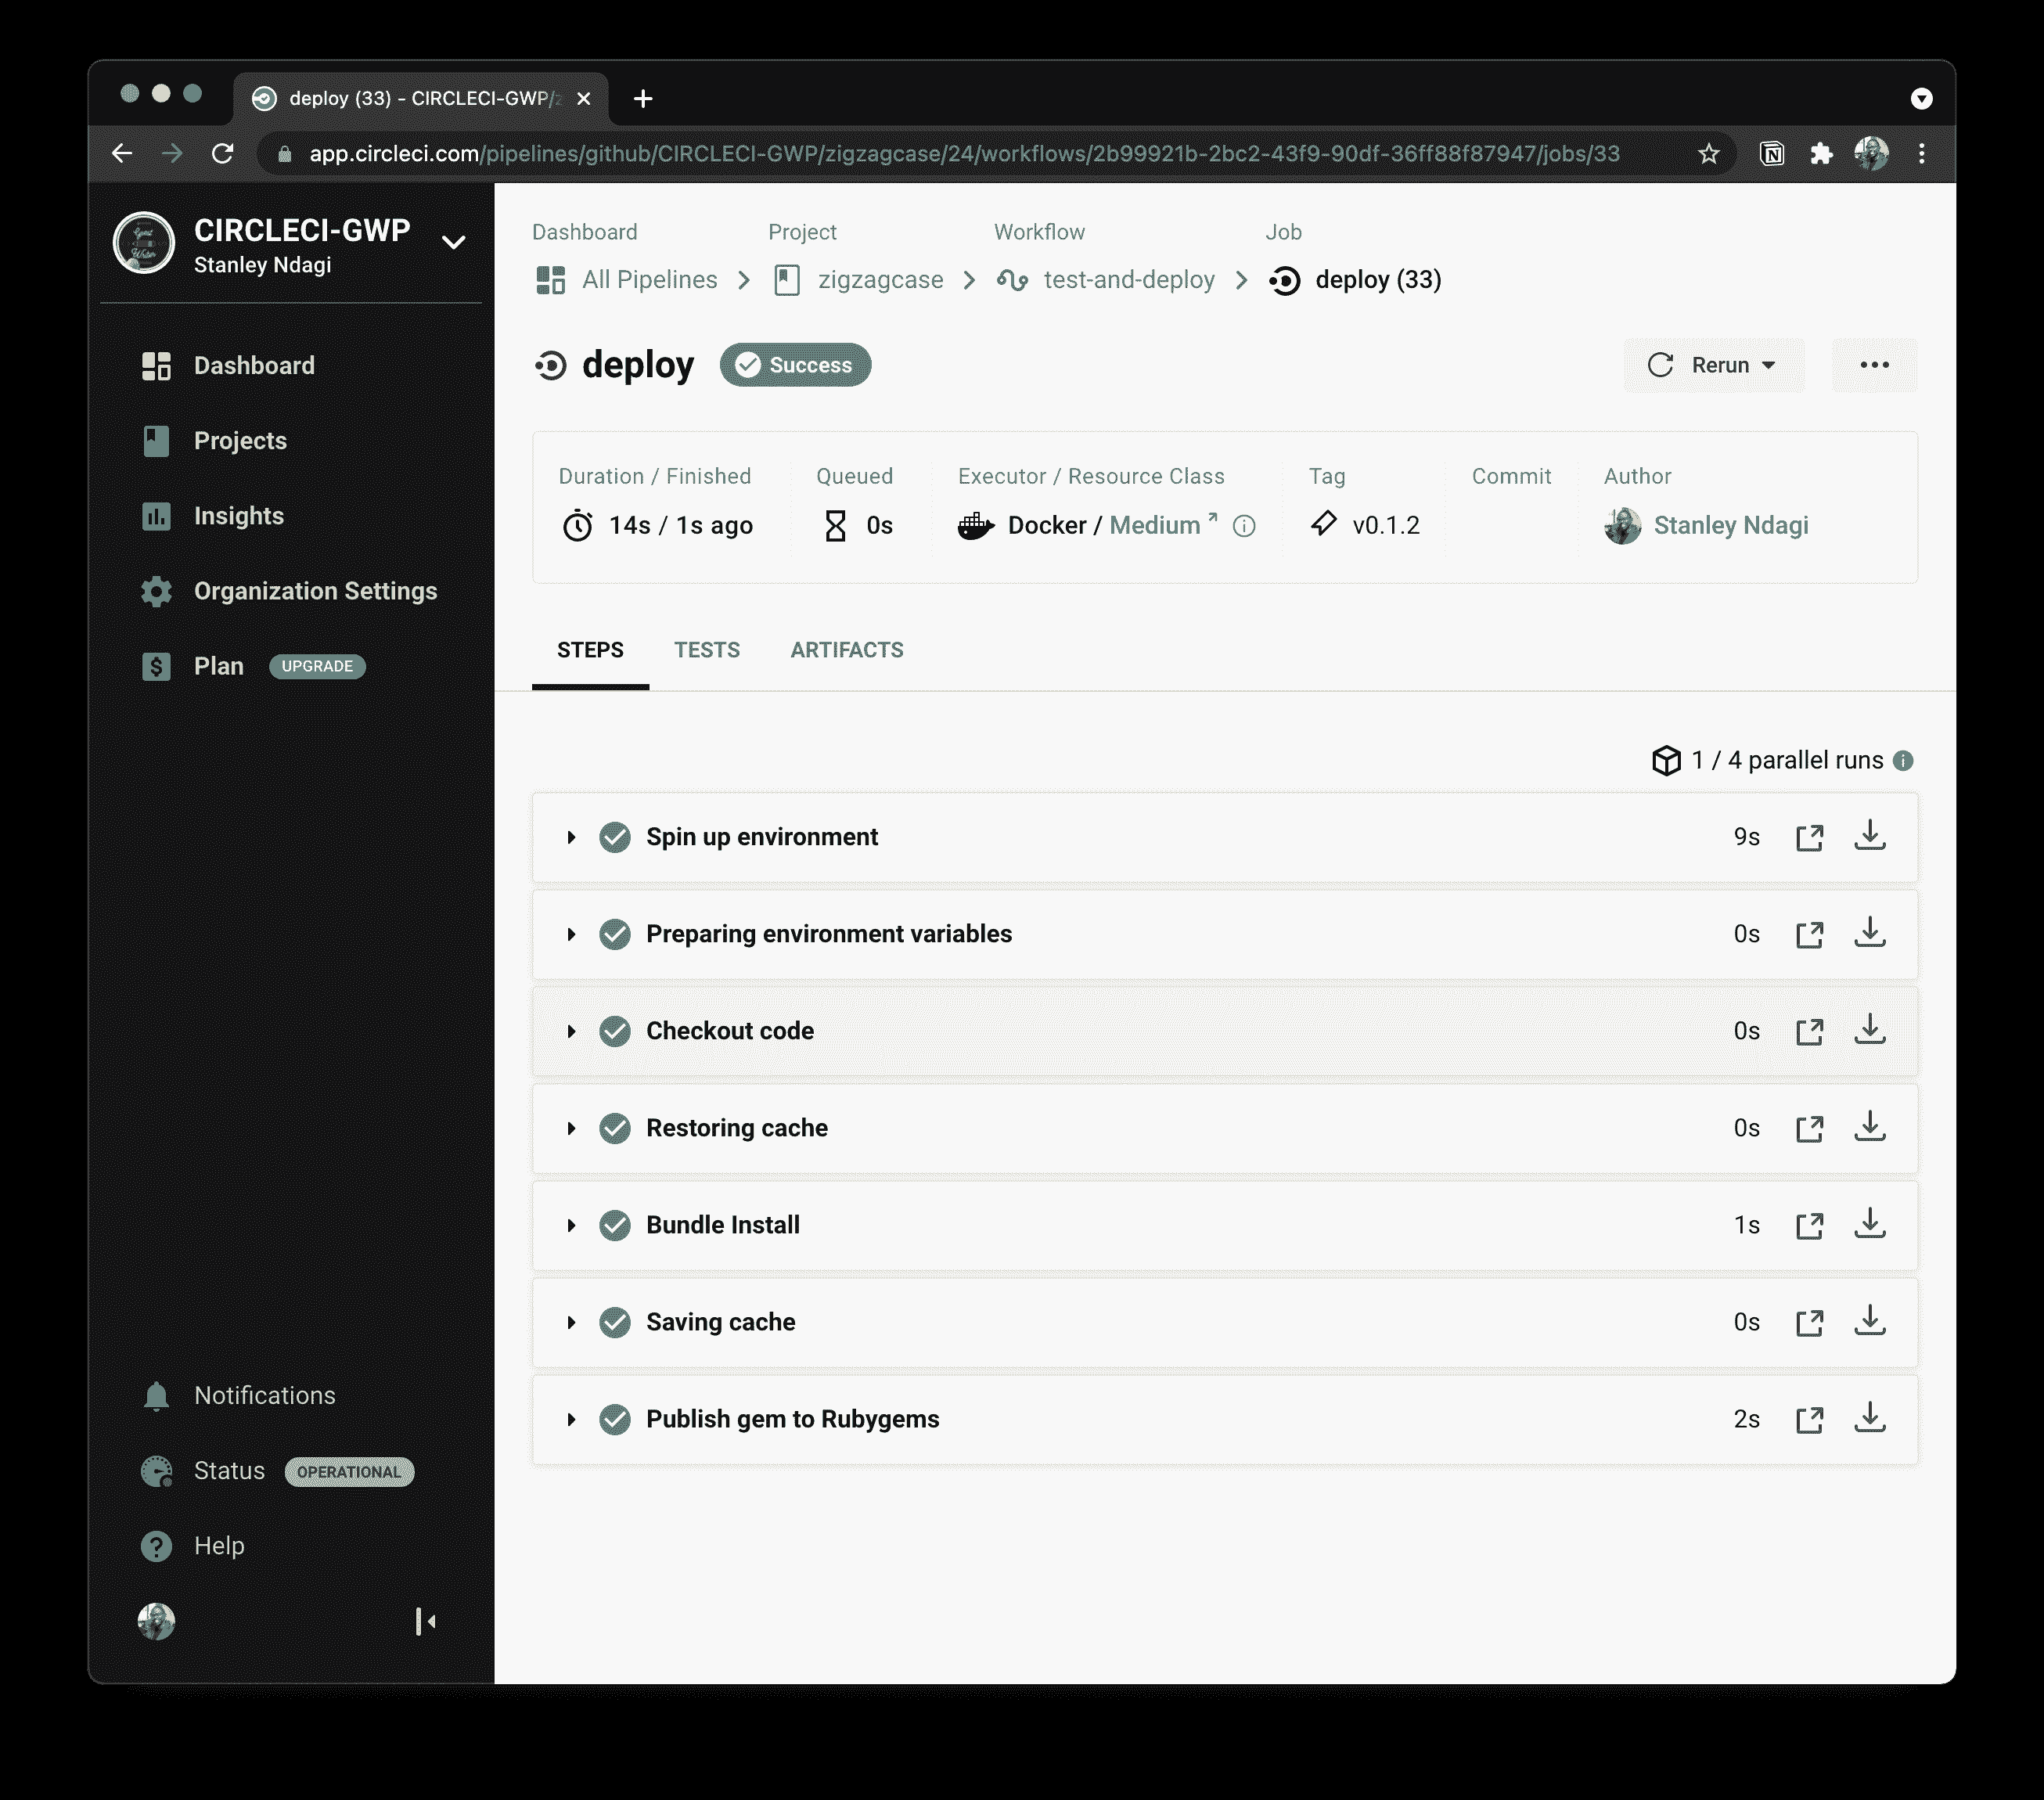 deploy (33) - CIRCLECI-GWP/
app.circleci.com/pipelines/github/CIRCLECI-GWP/zigzagcase/24/workflows/2b99921b-2bc2-43f9-90df-36ff88f87947/jobs/33
CIRCLECI-GWP
Stanley Ndagi
Dashboard
Projects
Insights
Organization Settings
Plan UPGRADE
Notifications
Status OPERATIONAL
Help
Dashboard Project Workflow Job
All Pipelines zigzagcase test-and-deploy deploy (33)
deploy Success Rerun
Duration / Finished Queued Executor / Resource Class Tag Commit Author
14s / 1s ago 0s Docker / Medium v0.1.2 Stanley Ndagi
STEPS TESTS ARTIFACTS
1 / 4 parallel runs
Spin up environment 9s
Preparing environment variables 0s
Checkout code 0s
Restoring cache 0s
Bundle Install 1s
Saving cache 0s
Publish gem to Rubygems 2s